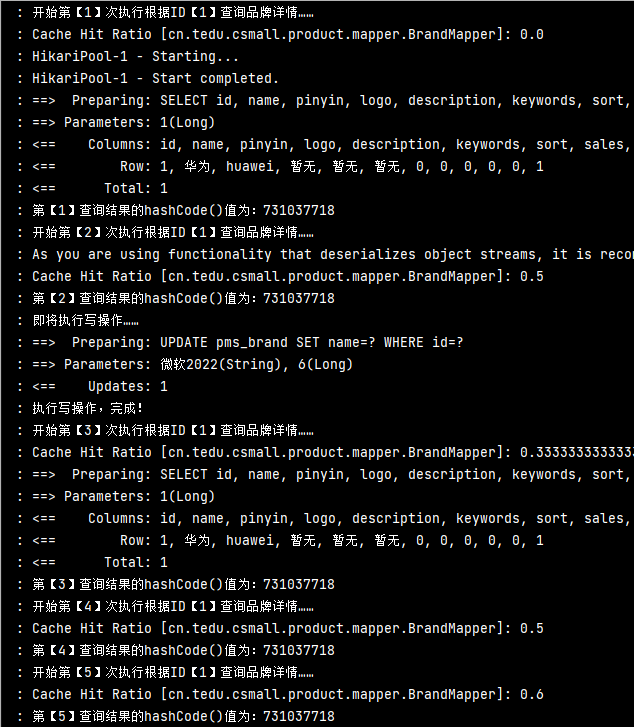 : 开始第【1】次执行根据ID【1】查询品牌详情……
: Cache Hit Ratio [cn.tedu.csmall.product.mapper.BrandMapper]: 0.0
: HikariPool-1 - Starting...
: HikariPool-1 - Start completed.
: ==>  Preparing: SELECT id, name, pinyin, logo, description, keywords, sort,
: ==> Parameters: 1(Long)
: <==    Columns: id, name, pinyin, logo, description, keywords, sort, sales,
: <==        Row: 1, 华为, huawei, 暂无, 暂无, 暂无, 0, 0, 0, 0, 0, 1
: <==      Total: 1
: 第【1】查询结果的hashCode()值为：731037718
: 开始第【2】次执行根据ID【1】查询品牌详情……
: As you are using functionality that deserializes object streams, it is recon
: Cache Hit Ratio [cn.tedu.csmall.product.mapper.BrandMapper]: 0.5
: 第【2】查询结果的hashCode()值为：731037718
: 即将执行写操作……
: ==>  Preparing: UPDATE pms_brand SET name=? WHERE id=?
: ==> Parameters: 微软2022(String), 6(Long)
: <==    Updates: 1
: 执行写操作，完成！
: 开始第【3】次执行根据ID【1】查询品牌详情……
: Cache Hit Ratio [cn.tedu.csmall.product.mapper.BrandMapper]: 0.3333333333333
: ==>  Preparing: SELECT id, name, pinyin, logo, description, keywords, sort,
: ==> Parameters: 1(Long)
: <==    Columns: id, name, pinyin, logo, description, keywords, sort, sales,
: <==        Row: 1, 华为, huawei, 暂无, 暂无, 暂无, 0, 0, 0, 0, 0, 1
: <==      Total: 1
: 第【3】查询结果的hashCode()值为：731037718
: 开始第【4】次执行根据ID【1】查询品牌详情……
: Cache Hit Ratio [cn.tedu.csmall.product.mapper.BrandMapper]: 0.5
: 第【4】查询结果的hashCode()值为：731037718
: 开始第【5】次执行根据ID【1】查询品牌详情……
: Cache Hit Ratio [cn.tedu.csmall.product.mapper.BrandMapper]: 0.6
: 第【5】查询结果的hashCode()值为：731037718